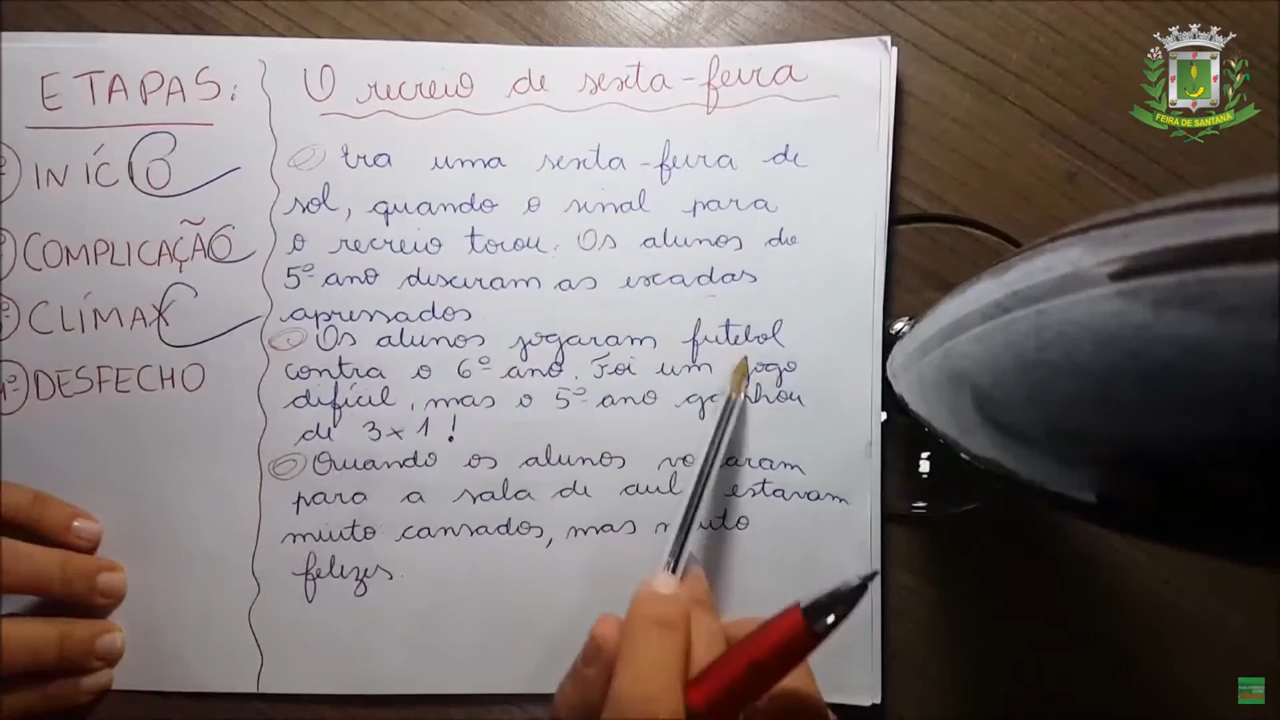 ETAPAS:
INÍCIO
COMPLICAÇÃO
CLÍMAX
DESFECHO
O recreio de sexta-feira
Era uma sexta-feira de
sol, quando o sinal para
o recreio tocou. Os alunos do
5º ano desceram as escadas
apressados
Os alunos jogaram futebol
contra o 6º ano. Foi um jogo
difícil, mas o 5º ano ganhou
de 3x1!
Quando os alunos
para a sala de estavam
muito cansados, mas muito
felizes.
FEIRA DE SANTANA